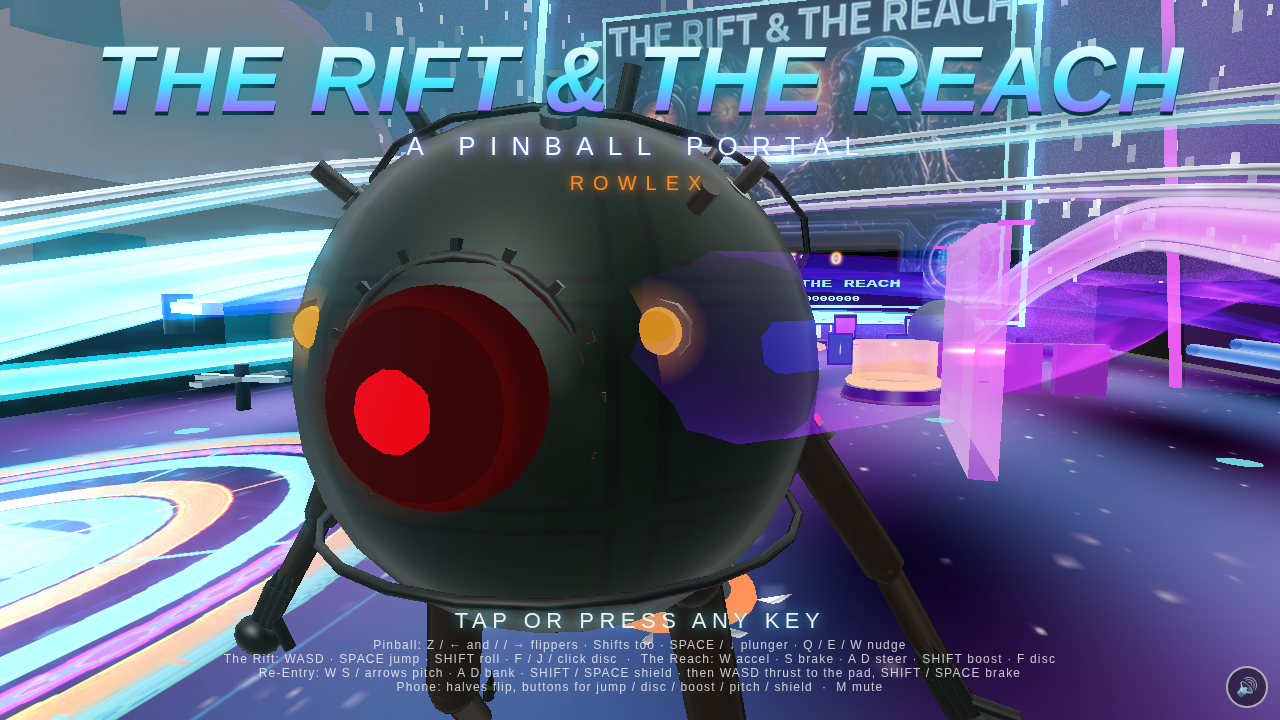 THE RIFT & THE REACH
THE RIFT & THE REACH
A PINBALL PORTAL
ROWLEX
0
THE REACH
TAP OR PRESS ANY KEY
Pinball: Z / ← and / / → flippers · Shifts too · SPACE / ↓ plunger · Q / E / W nudge
The Rift: WASD · SPACE jump · SHIFT roll · F / J / click disc · The Reach: W accel · S brake · A D steer · SHIFT boost · F disc
Re-Entry: W S / arrows pitch · A D bank · SHIFT / SPACE shield · then WASD thrust to the pad, SHIFT / SPACE brake
Phone: halves flip, buttons for jump / disc / boost / pitch / shield · M mute